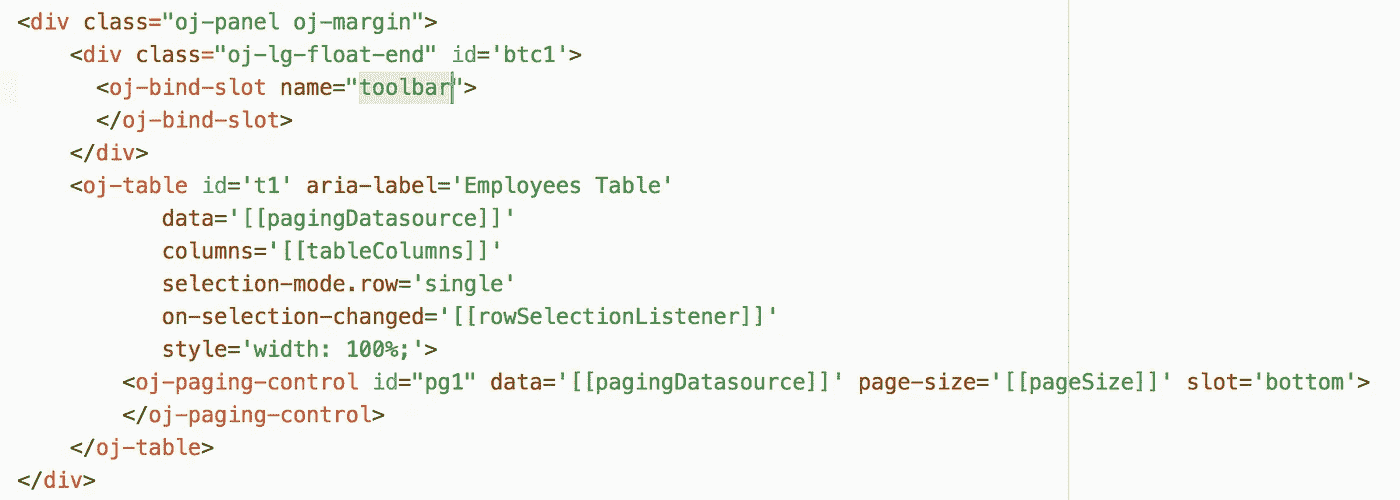 <div class="oj-panel oj-margin">
    <div class="oj-lg-float-end" id='btc1'>
      <oj-bind-slot name="toolbar">
      </oj-bind-slot>
    </div>
    <oj-table id='t1' aria-label='Employees Table'
           data='[[pagingDatasource]]'
           columns='[[tableColumns]]'
           selection-mode.row='single'
           on-selection-changed='[[rowSelectionListener]]'
           style='width: 100%;'>
        <oj-paging-control id="pg1" data='[[pagingDatasource]]' page-size='[[pageSize]]' slot='bottom'>
        </oj-paging-control>
    </oj-table>
</div>